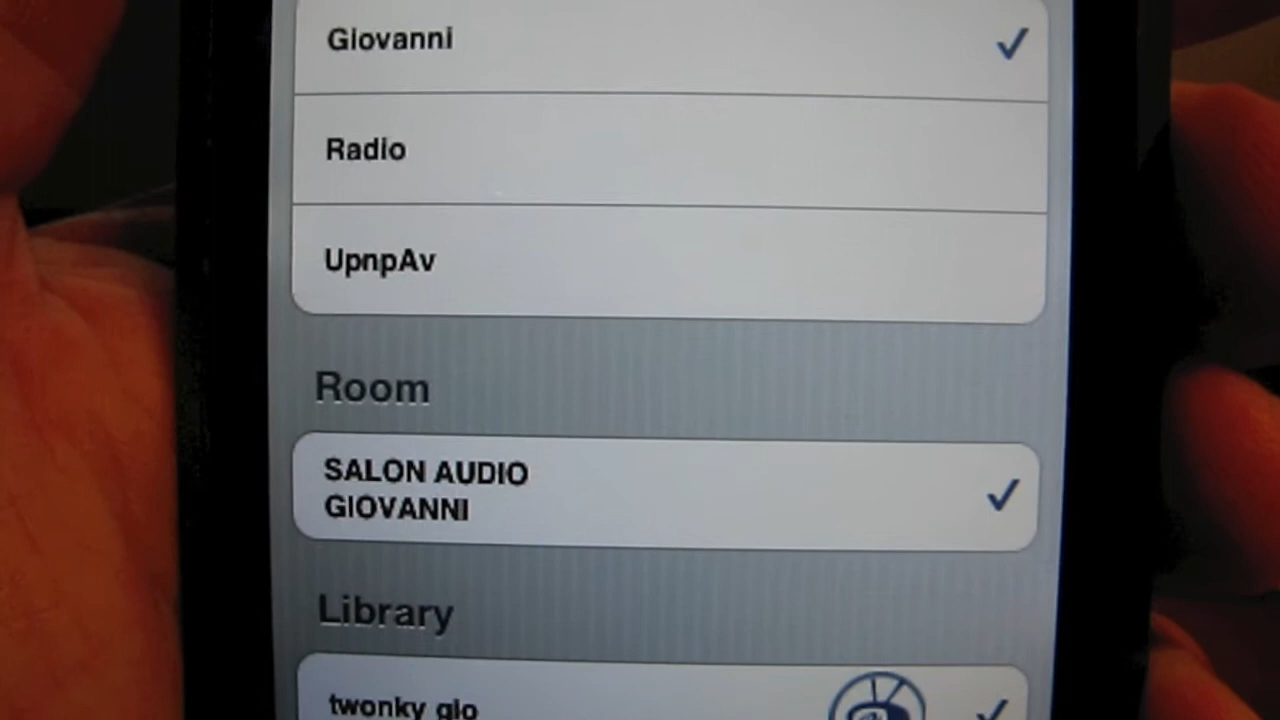 Giovanni
Radio
UpnpAv
Room
SALON AUDIO
GIOVANNI
Library
twonky gio